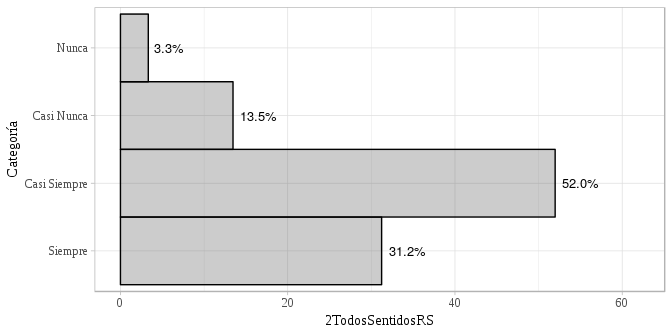 Nunca
3.3%
Casi Nunca
13.5%
Casi Siempre
52.0%
Siempre
31.2%
Categoría
0
20
40
60
2TodosSentidosRS